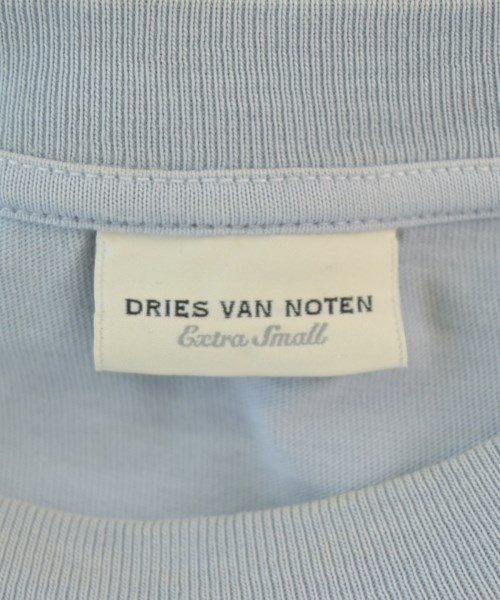 DRIES VAN NOTEN
Extra Small